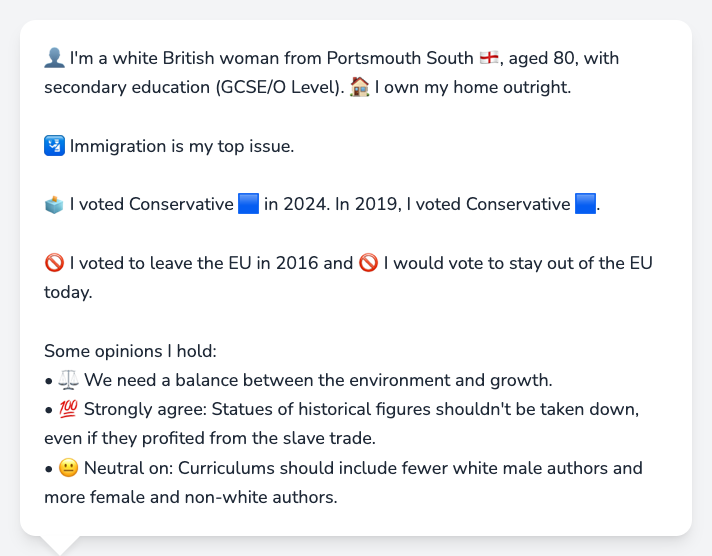 👤 I'm a white British woman from Portsmouth South 🏴󠁧󠁢󠁥󠁮󠁧󠁿, aged 80, with
secondary education (GCSE/O Level). 🏠 I own my home outright.
🛂 Immigration is my top issue.
🗳️ I voted Conservative 🟦 in 2024. In 2019, I voted Conservative 🟦.
🚫 I voted to leave the EU in 2016 and 🚫 I would vote to stay out of the EU
today.
Some opinions I hold:
• ⚖️ We need a balance between the environment and growth.
• 💯 Strongly agree: Statues of historical figures shouldn't be taken down,
even if they profited from the slave trade.
• 😐 Neutral on: Curriculums should include fewer white male authors and
more female and non-white authors.